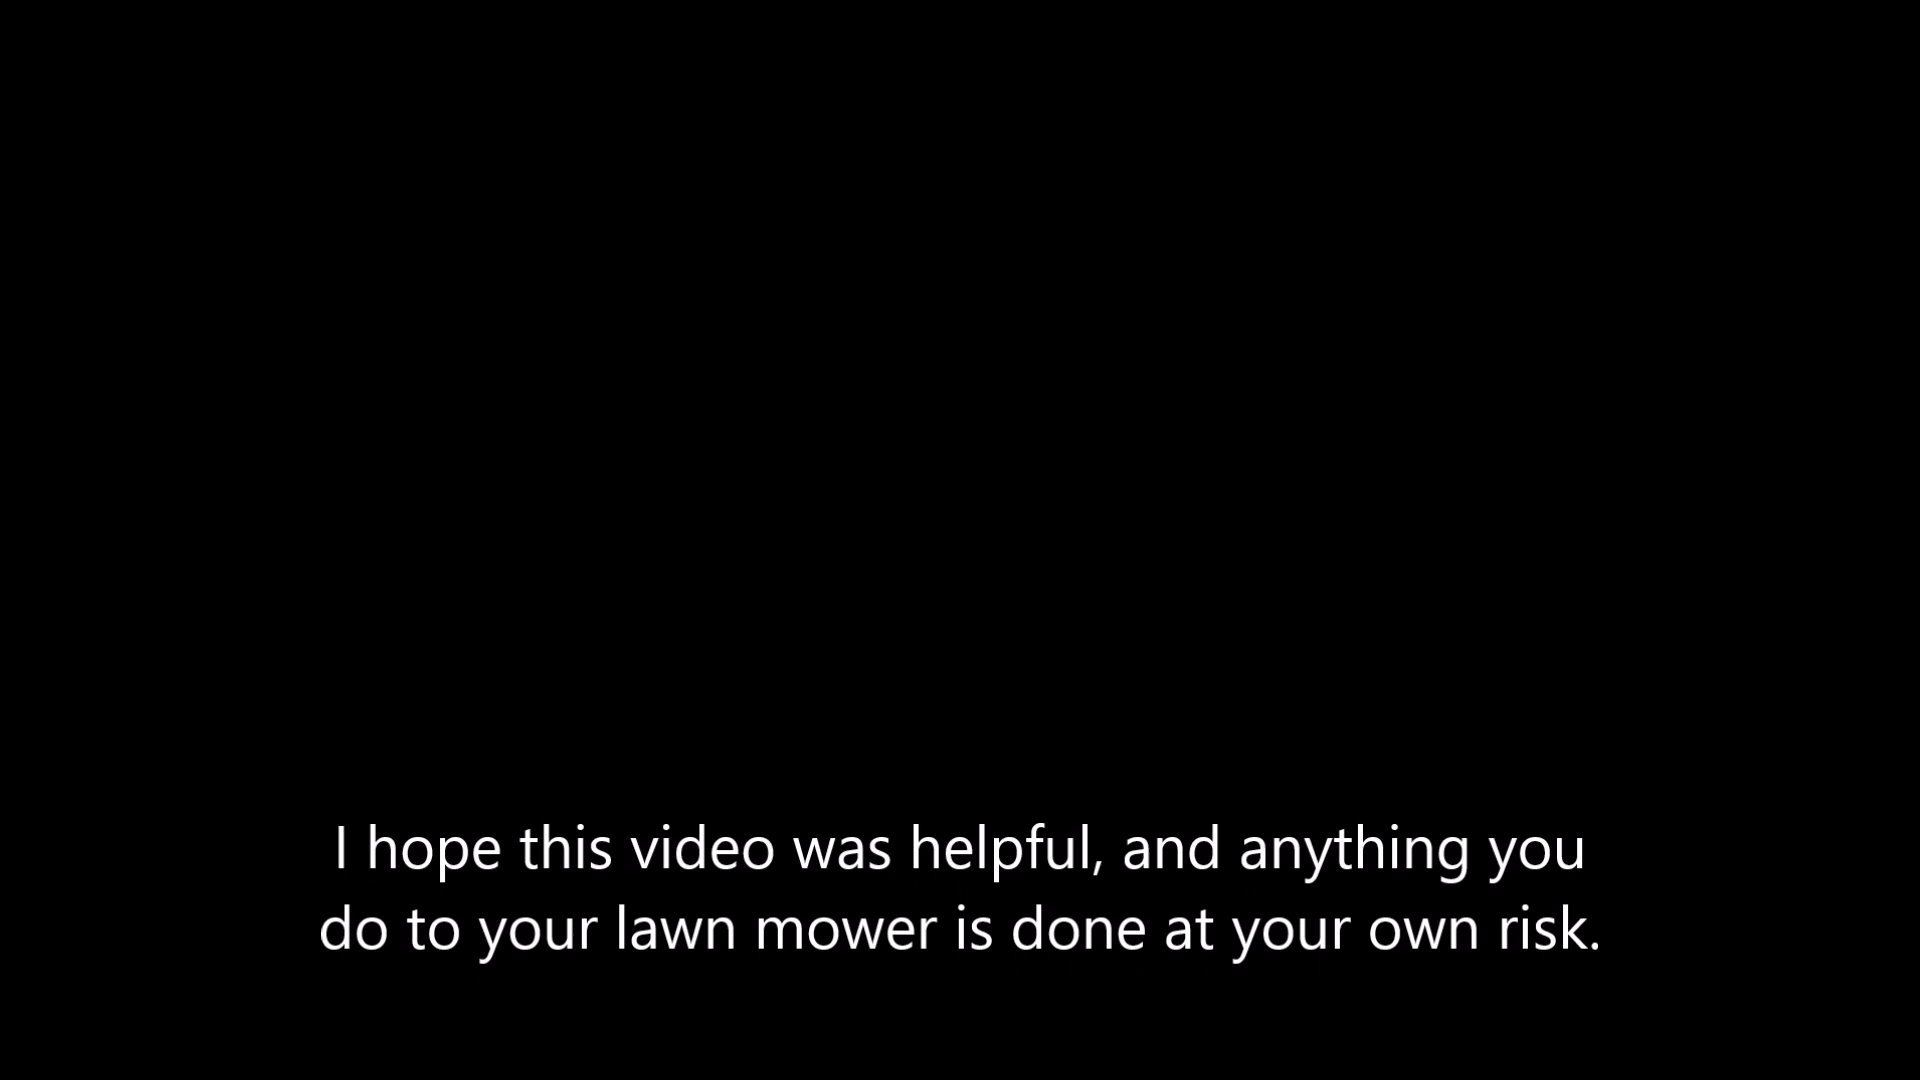 I hope this video was helpful, and anything you
do to your lawn mower is done at your own risk.